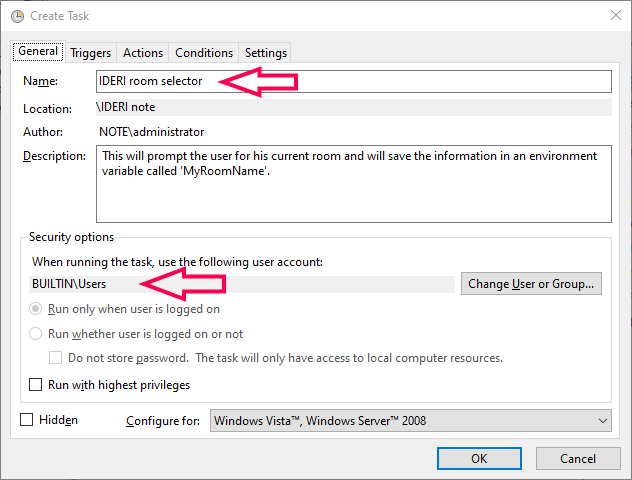 Create Task
General Triggers Actions Conditions Settings
Name: IDERI room selector
Location: \IDERI note
Author: NOTE\administrator
Description: This will prompt the user for his current room and will save the information in an environment
variable called 'MyRoomName'.
Security options
When running the task, use the following user account:
BUILTIN\Users Change User or Group...
Run only when user is logged on
Run whether user is logged on or not
Do not store password. The task will only have access to local computer resources.
Run with highest privileges
Hidden Configure for: Windows Vista™, Windows Server™ 2008
OK Cancel